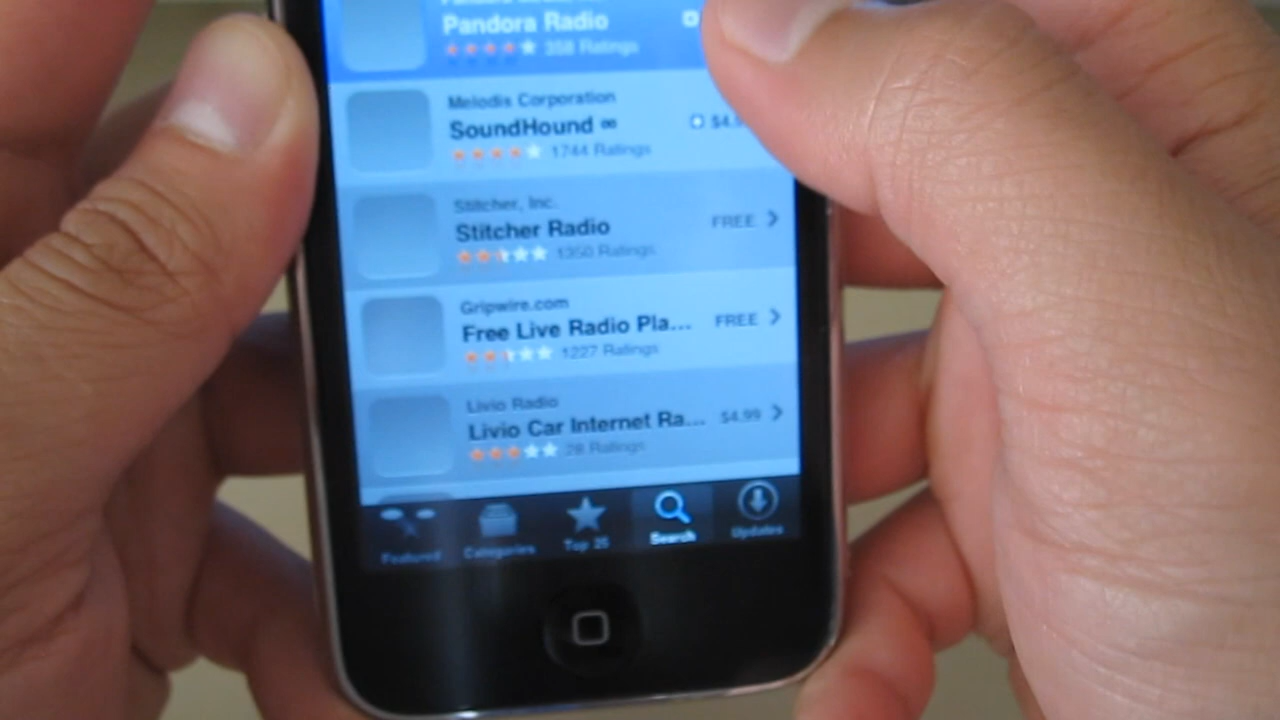 Pandora Radio
358 Ratings
Melodis Corporation
SoundHound ∞
$4.
1744 Ratings
Stitcher, Inc.
Stitcher Radio
FREE
1350 Ratings
Gripwire.com
Free Live Radio Pla...
FREE
1227 Ratings
Livio Radio
Livio Car Internet Ra...
$4.99
28 Ratings
Featured
Categories
Top 25
Search
Updates